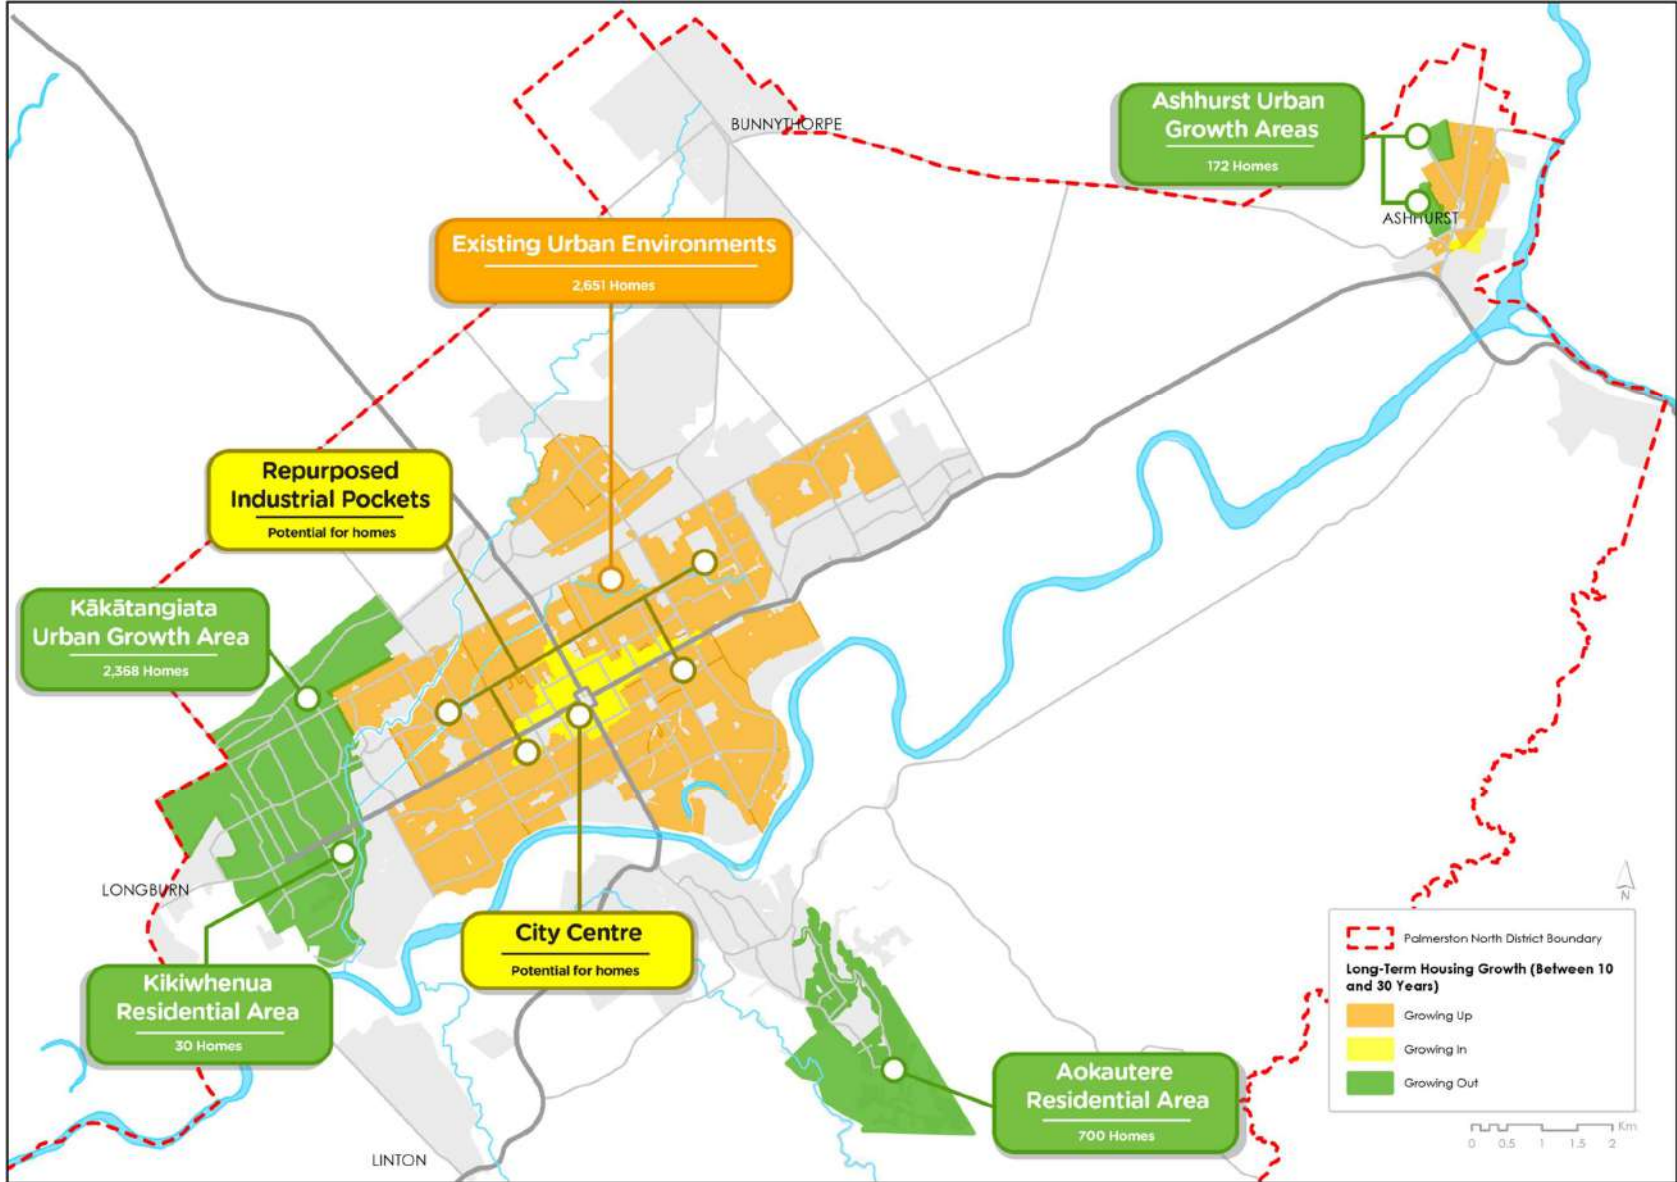 BUNNYTHORPE
Ashhurst Urban
Growth Areas
172 Homes
ASHHURST
Existing Urban Environments
2,651 Homes
Repurposed
Industrial Pockets
Potential for homes
Kākātangiata
Urban Growth Area
2,368 Homes
LONGBURN
Kikiwhenua
Residential Area
30 Homes
City Centre
Potential for homes
LINTON
Aokautere
Residential Area
700 Homes
N
Palmerston North District Boundary
Long-Term Housing Growth (Between 10
and 30 Years)
Growing Up
Growing In
Growing Out
Km
0 0.5 1 1.5 2